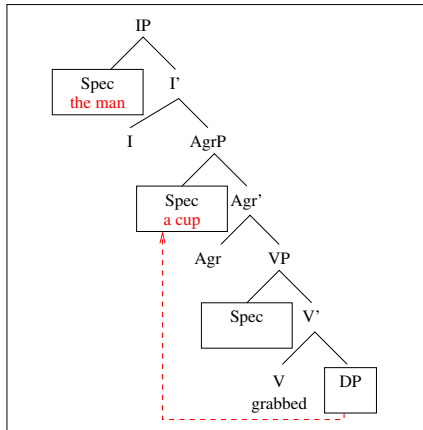 IP
Spec I'
the man
I AgrP
Spec Agr'
a cup
Agr VP
Spec V'
V DP
grabbed